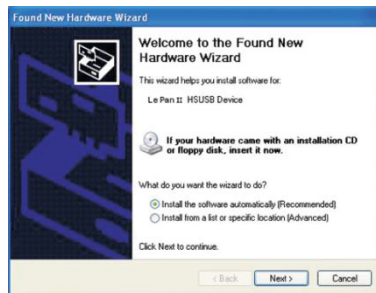 Found New Hardware Wizard
Welcome to the Found New
Hardware Wizard
This wizard helps you install software for:
Le Pan II HSUSB Device
If your hardware came with an installation CD
or floppy disk, insert it now.
What do you want the wizard to do?
Install the software automatically (Recommended)
Install from a list or specific location (Advanced)
Click Next to continue.
< Back Next > Cancel